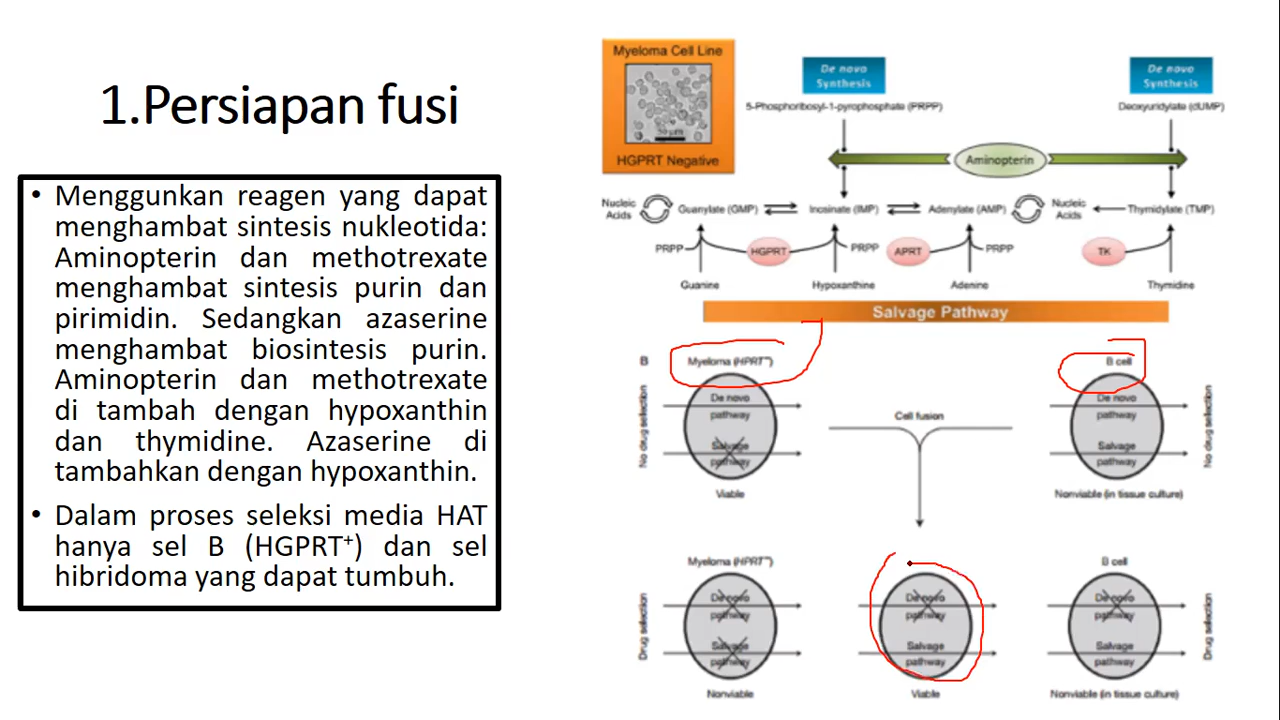 1.Persiapan fusi
• Menggunkan reagen yang dapat
menghambat sintesis nukleotida:
Aminopterin dan methotrexate
menghambat sintesis purin dan
pirimidin. Sedangkan azaserine
menghambat biosintesis purin.
Aminopterin dan methotrexate
di tambah dengan hypoxanthin
dan thymidine. Azaserine di
tambahkan dengan hypoxanthin.
• Dalam proses seleksi media HAT
hanya sel B (HGPRT⁺) dan sel
hibridoma yang dapat tumbuh.
Myeloma Cell Line
50 µm
HGPRT Negative
De novo
Synthesis
De novo
Synthesis
5-Phosphoribosyl-1-pyrophosphate (PRPP)
Deoxyuridylate (dUMP)
Aminopterin
Nucleic
Acids
Guanylate (GMP)
Inosinate (IMP)
Adenylate (AMP)
Nucleic
Acids
Thymidylate (TMP)
PRPP
HGPRT
PRPP
APRT
PRPP
TK
Guanine
Hypoxanthine
Adenine
Thymidine
Salvage Pathway
B
Myeloma (HPRT⁻)
B cell
No drug selection
De novo
pathway
Salvage
pathway
Viable
Cell fusion
De novo
pathway
Salvage
pathway
No drug selection
Nonviable (in tissue culture)
Myeloma (HPRT⁻)
B cell
Drug selection
De novo
pathway
Salvage
pathway
Nonviable
De novo
pathway
Salvage
pathway
Viable
De novo
pathway
Salvage
pathway
Drug selection
Nonviable (in tissue culture)